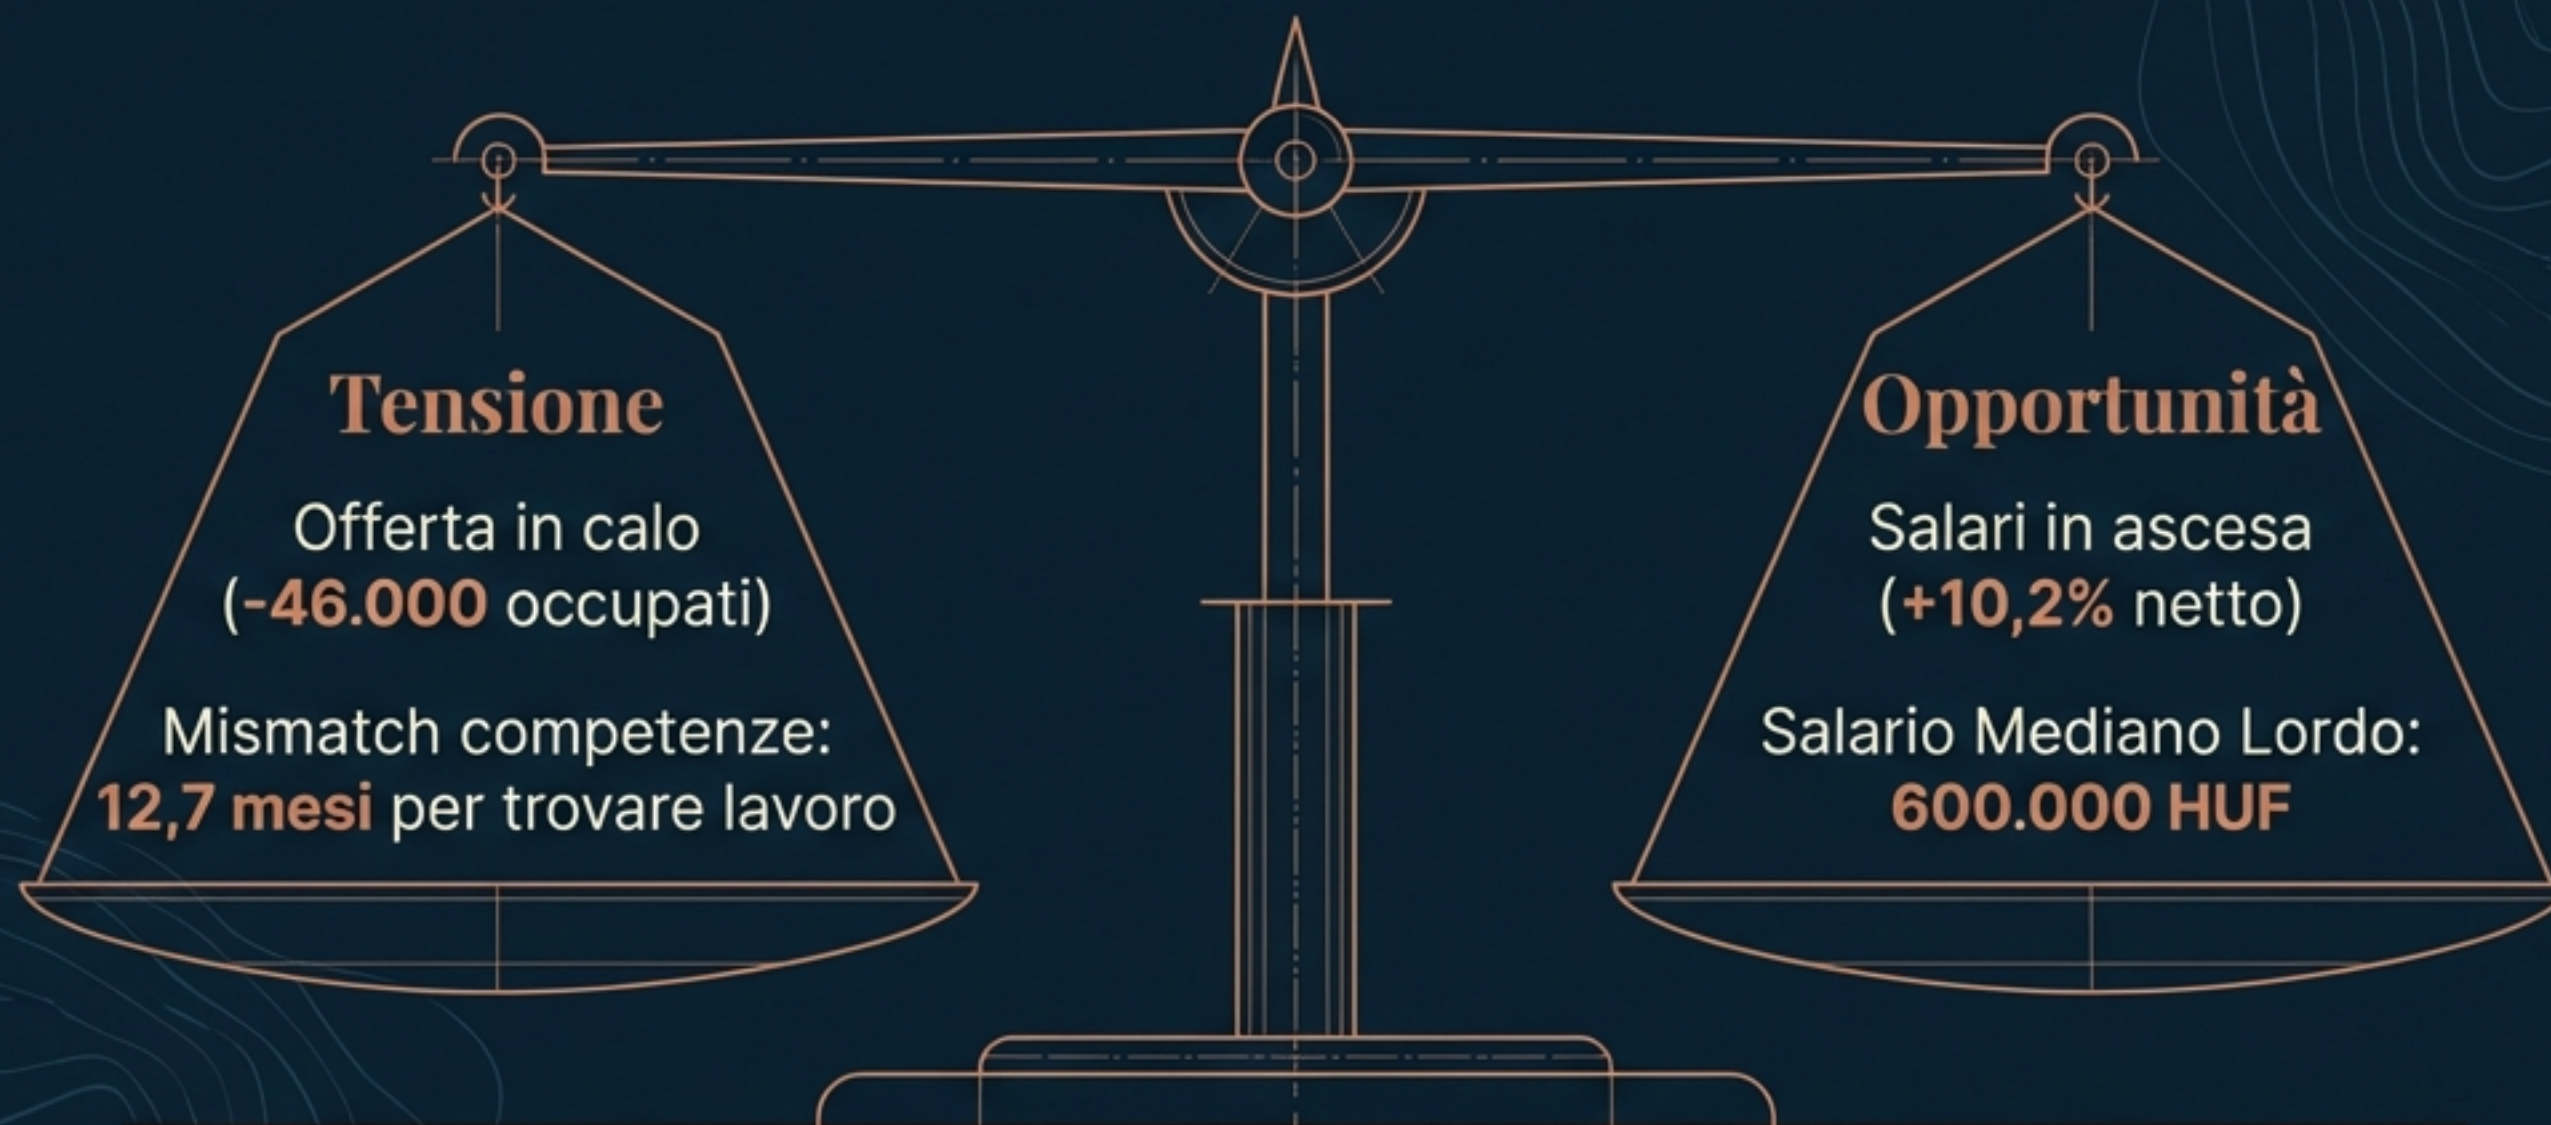 Tensione
Offerta in calo
(-46.000 occupati)
Mismatch competenze:
12,7 mesi per trovare lavoro
Opportunità
Salari in ascesa
(+10,2% netto)
Salario Mediano Lordo:
600.000 HUF